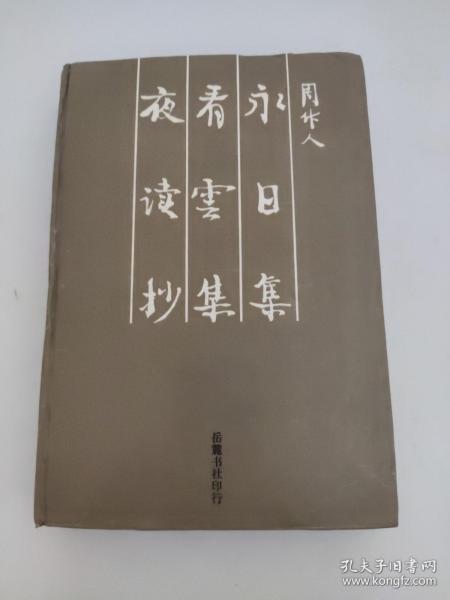 周作人
永日集
看雲集
夜读抄
岳麓书社印行
孔夫子旧书网
www.kongfz.com